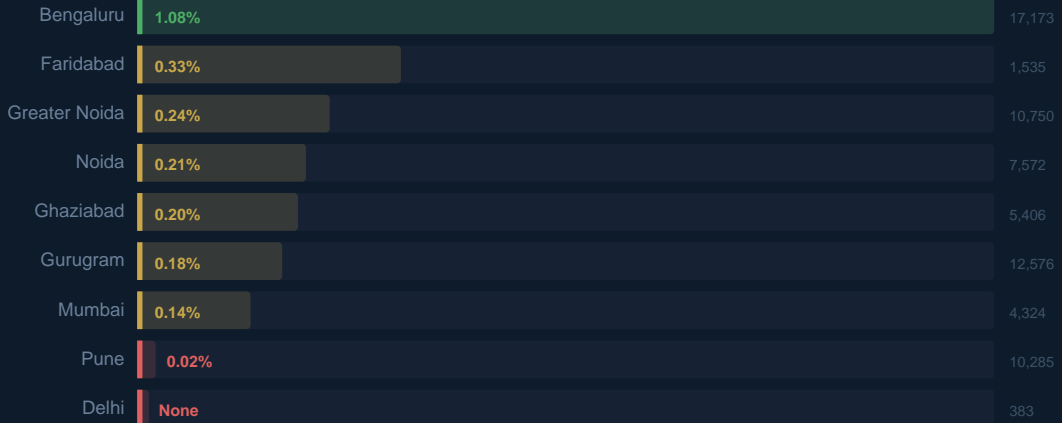 Bengaluru 1.08% 17,173
Faridabad 0.33% 1,535
Greater Noida 0.24% 10,750
Noida 0.21% 7,572
Ghaziabad 0.20% 5,406
Gurugram 0.18% 12,576
Mumbai 0.14% 4,324
Pune 0.02% 10,285
Delhi None 383